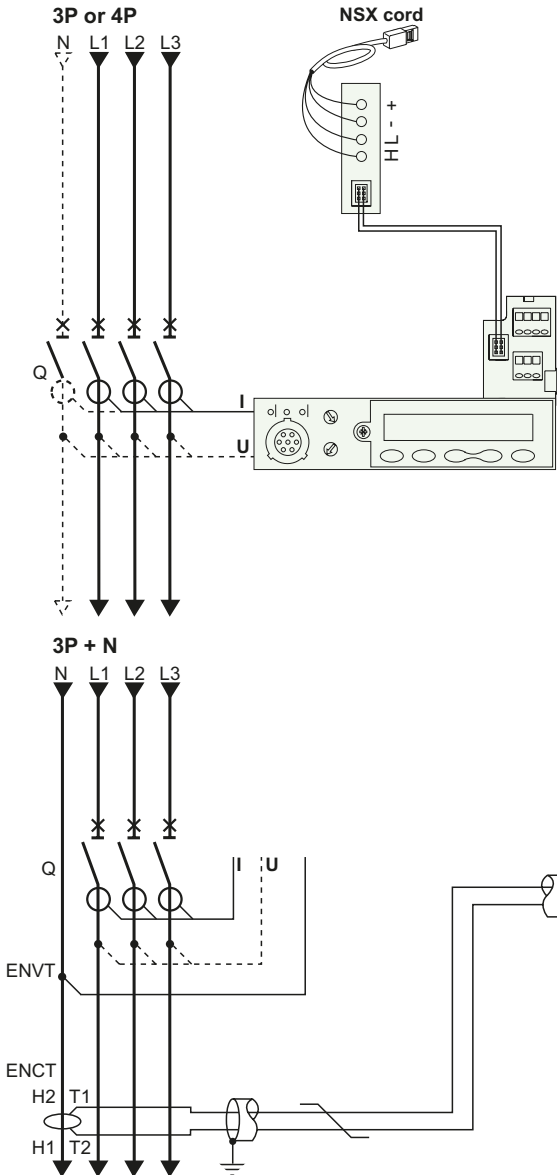 3P or 4P
NSX cord
N L1 L2 L3
H L - +
Q
I
U
3P + N
N L1 L2 L3
Q
I U
ENVT
ENCT
H2 T1
H1 T2